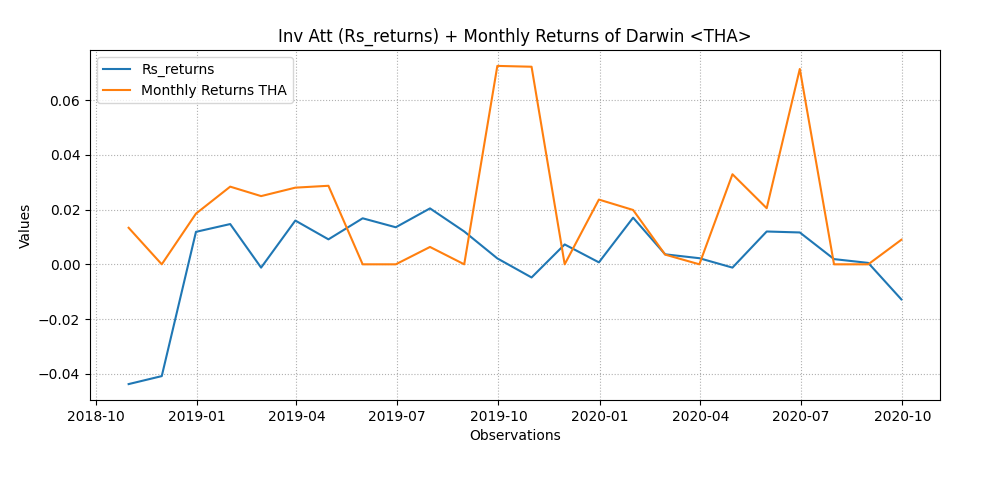 Inv Att (Rs_returns) + Monthly Returns of Darwin <THA>
Rs_returns
Monthly Returns THA
Values
0.06
0.04
0.02
0.00
−0.02
−0.04
2018-10 2019-01 2019-04 2019-07 2019-10 2020-01 2020-04 2020-07 2020-10
Observations